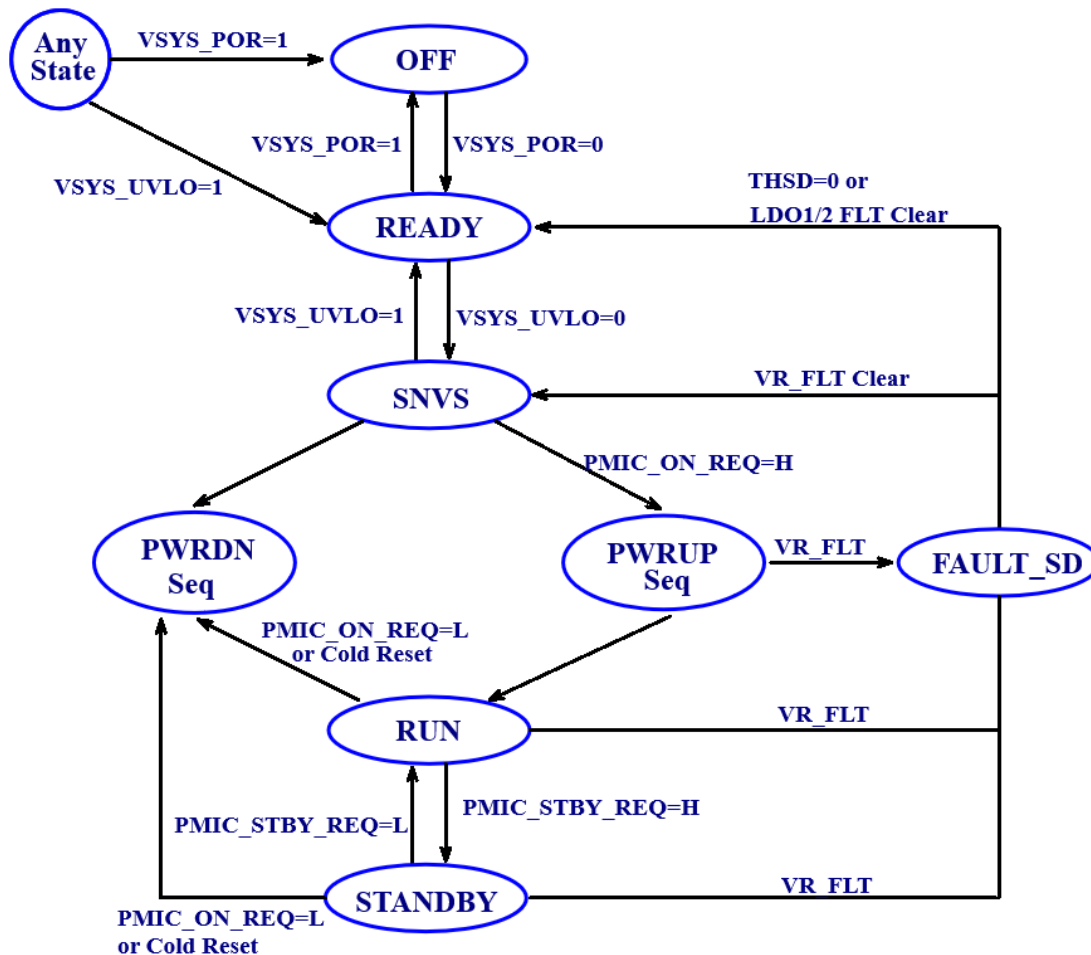 Any
State
VSYS_POR=1
OFF
VSYS_POR=1
VSYS_POR=0
VSYS_UVLO=1
THSD=0 or
LDO1/2 FLT Clear
READY
VSYS_UVLO=1
VSYS_UVLO=0
VR_FLT Clear
SNVS
PMIC_ON_REQ=H
PWRDN
Seq
PWRUP
Seq
VR_FLT
FAULT_SD
PMIC_ON_REQ=L
or Cold Reset
RUN
VR_FLT
PMIC_STBY_REQ=L
PMIC_STBY_REQ=H
STANDBY
VR_FLT
PMIC_ON_REQ=L
or Cold Reset